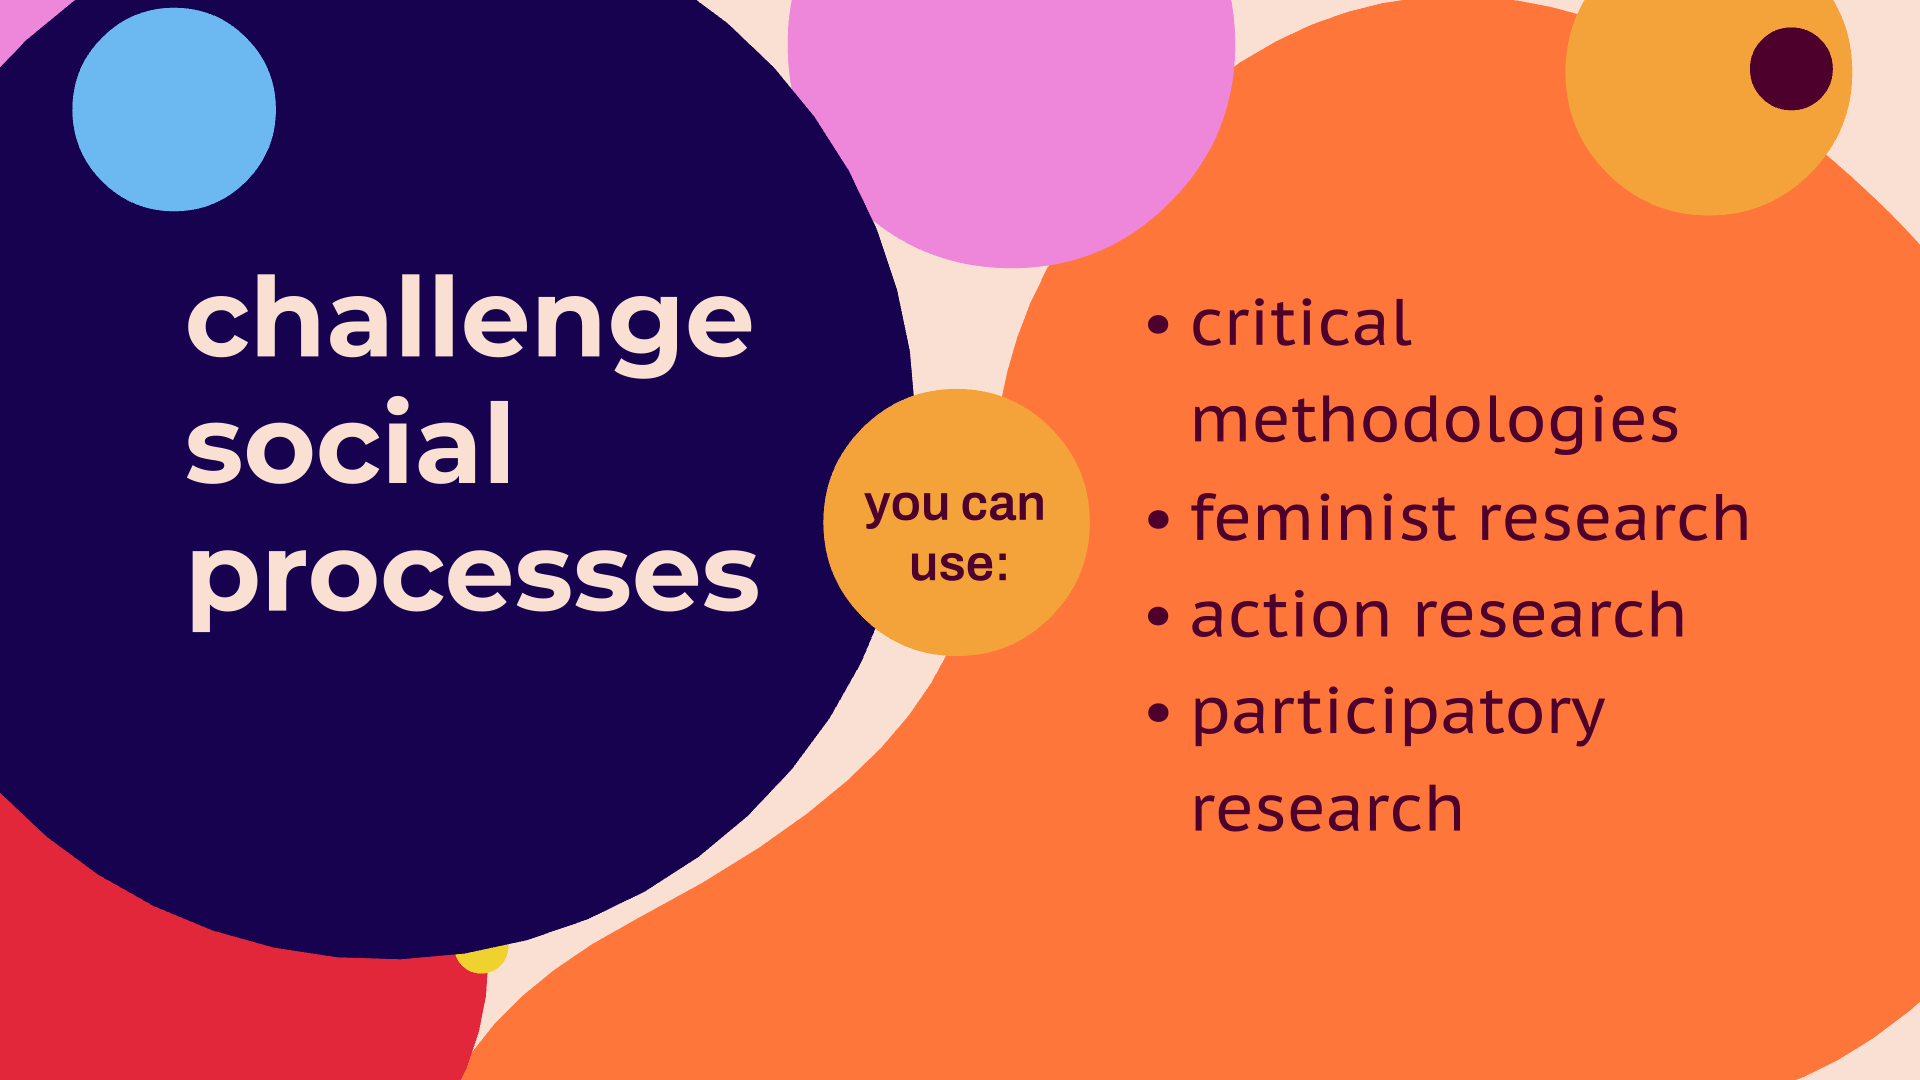 challenge
social
processes
you can
use:
• critical
methodologies
• feminist research
• action research
• participatory
research